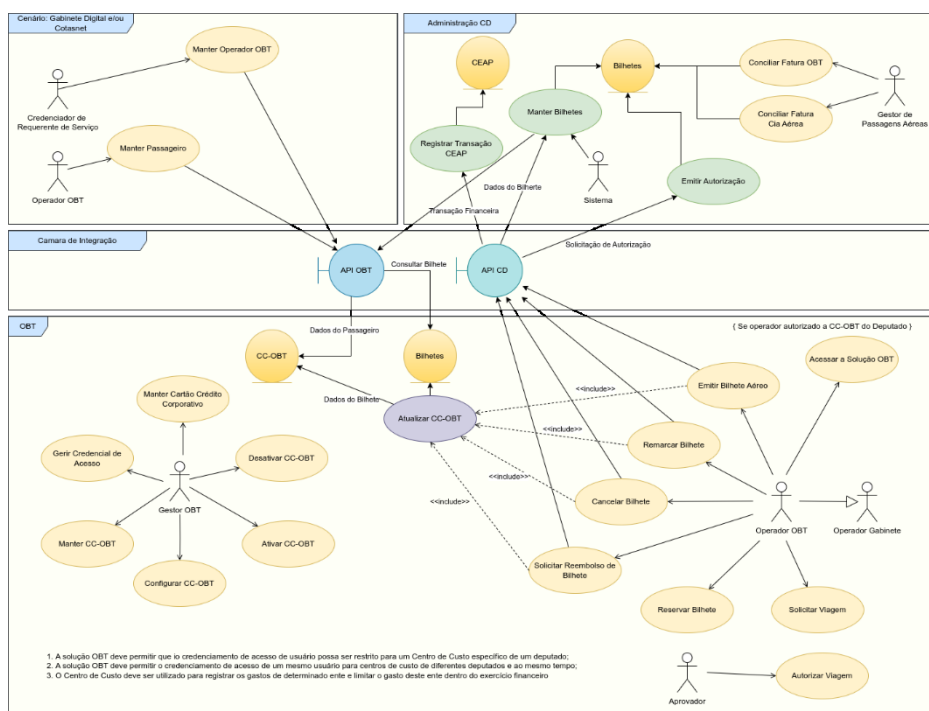 Cenário: Gabinete Digital e/ou
Cotasnet
Manter Operador OBT
Credenciador de
Requerente de Serviço
Manter Passageiro
Operador OBT
Administração CD
CEAP
Bilhetes
Conciliar Fatura OBT
Manter Bilhetes
Gestor de
Passagens Aéreas
Conciliar Fatura
Cia Aérea
Registrar Transação
CEAP
Emitir Autorização
Dados do Bilherte
Sistema
Transação Financeira
Camara de Integração
Solicitação de Autorização
API OBT
Consultar Bilhete
API CD
OBT
{ Se operador autorizado a CC-OBT do Deputado }
Dados do Passageiro
CC-OBT
Bilhetes
Acessar a Solução OBT
Manter Cartão Crédito
Corporativo
Dados do Bilhete
<<include>>
Emitir Bilhete Aéreo
Atualizar CC-OBT
<<include>>
Remarcar Bilhete
Gerir Credencial de
Acesso
Desativar CC-OBT
<<include>>
Gestor OBT
<<include>>
Cancelar Bilhete
Operador OBT
Operador Gabinete
Manter CC-OBT
Ativar CC-OBT
Solicitar Reembolso de
Bilhete
Configurar CC-OBT
Reservar Bilhete
Solicitar Viagem
1. A solução OBT deve permitir que io credenciamento de acesso de usuário possa ser restrito para um Centro de Custo específico de um deputado;
2. A solução OBT deve permitir o credenciamento de acesso de um mesmo usuário para centros de custo de diferentes deputados e ao mesmo tempo;
3. O Centro de Custo deve ser utilizado para registrar os gastos de determinado ente e limitar o gasto deste ente dentro do exercício financeiro
Autorizar Viagem
Aprovador